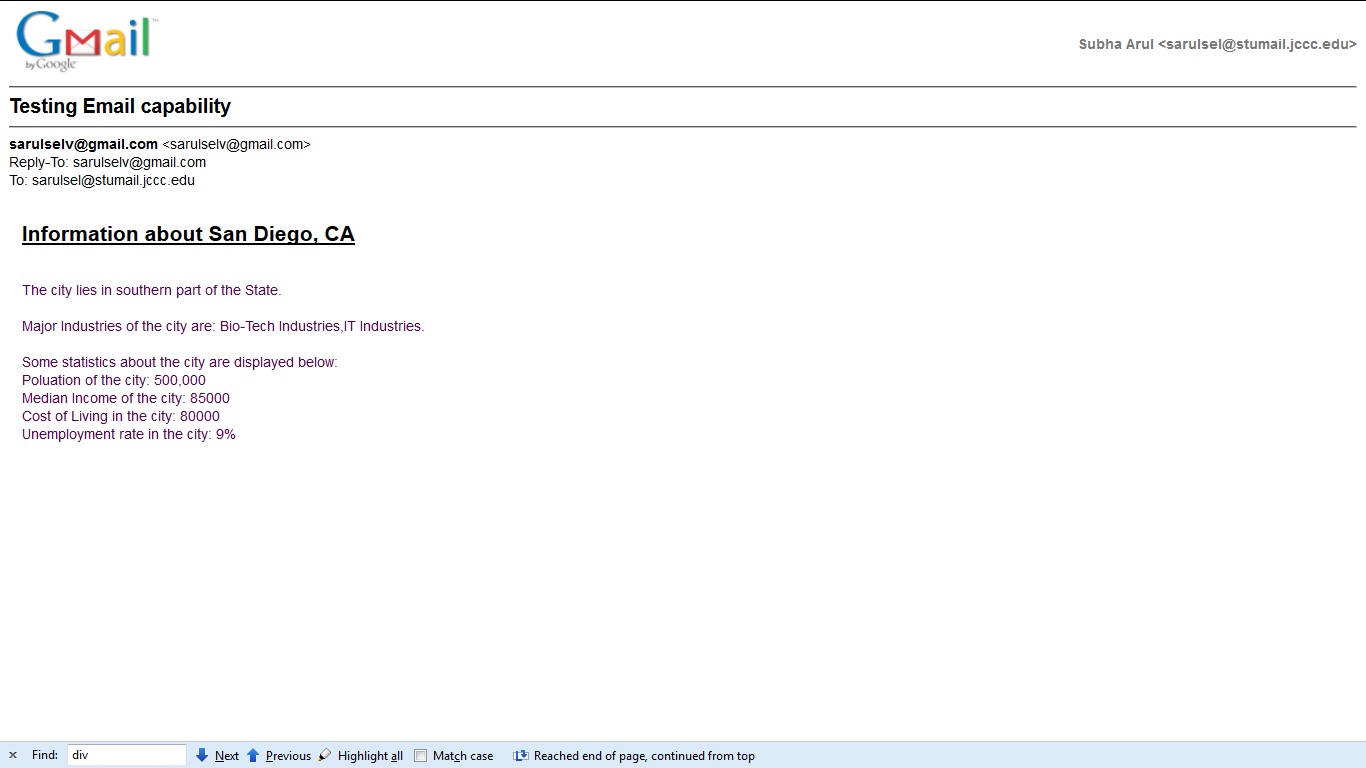 Gmail™
by Google
Subha Arul <sarulsel@stumail.jccc.edu>
Testing Email capability
sarulselv@gmail.com <sarulselv@gmail.com>
Reply-To: sarulselv@gmail.com
To: sarulsel@stumail.jccc.edu
Information about San Diego, CA
The city lies in southern part of the State.
Major Industries of the city are: Bio-Tech Industries,IT Industries.
Some statistics about the city are displayed below:
Poluation of the city: 500,000
Median Income of the city: 85000
Cost of Living in the city: 80000
Unemployment rate in the city: 9%
× Find: div Next Previous Highlight all Match case Reached end of page, continued from top